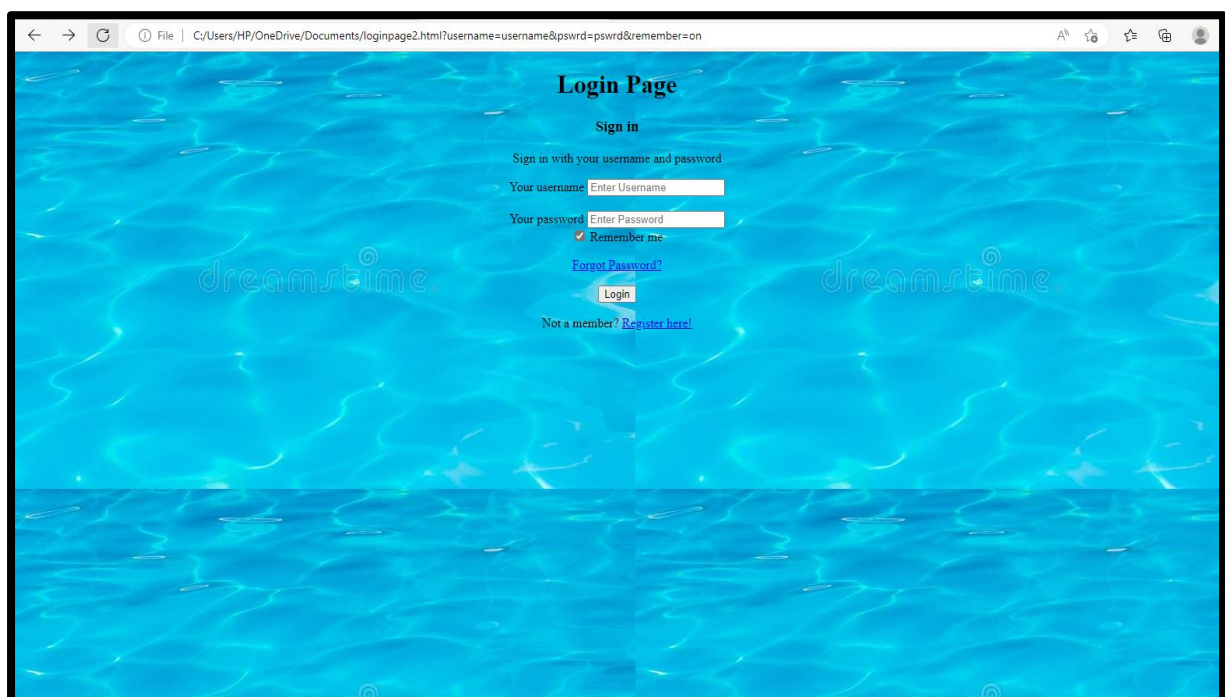 File | C:/Users/HP/OneDrive/Documents/loginpage2.html?username=username&pswrd=pswrd&remember=on
Login Page
Sign in
Sign in with your username and password
Your username Enter Username
Your password Enter Password
Remember me
dreamstime. dreamstime.
Forgot Password?
Login
Not a member? Register here!